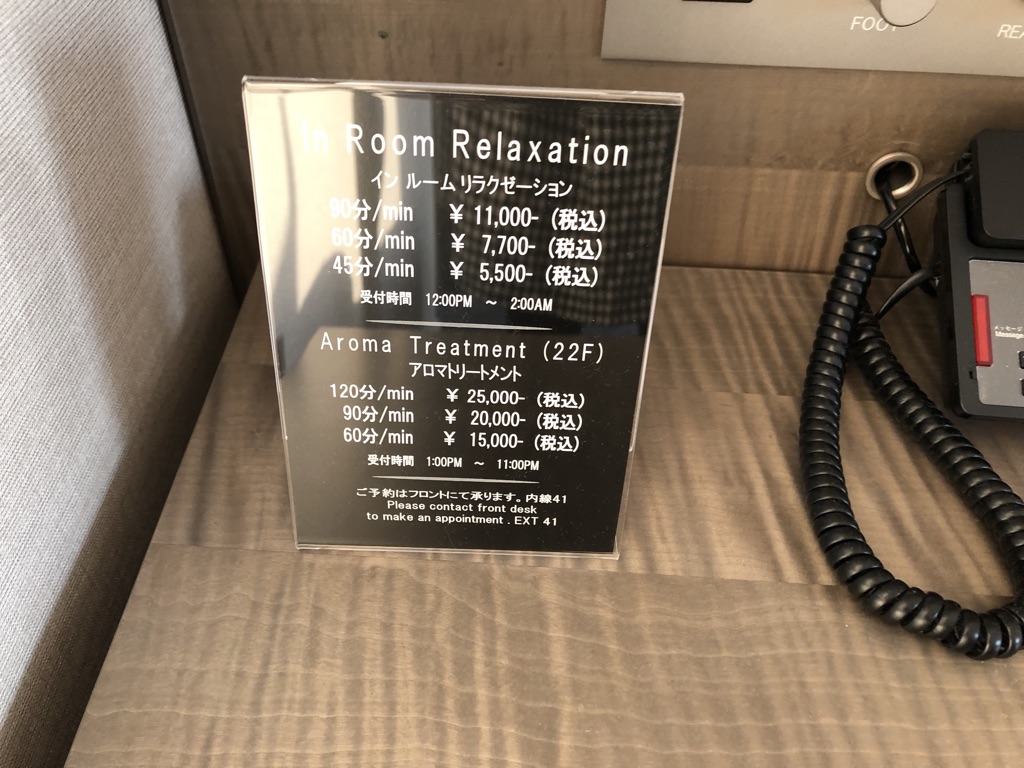 In Room Relaxation
イン ルーム リラクゼーション
90分/min ¥ 11,000- (税込)
60分/min ¥ 7,700- (税込)
45分/min ¥ 5,500- (税込)
受付時間 12:00PM ~ 2:00AM
Aroma Treatment (22F)
アロマトリートメント
120分/min ¥ 25,000- (税込)
90分/min ¥ 20,000- (税込)
60分/min ¥ 15,000- (税込)
受付時間 1:00PM ~ 11:00PM
ご予約はフロントにて承ります。内線41
Please contact front desk
to make an appointment . EXT 41
FOOT
メッセージ
Message